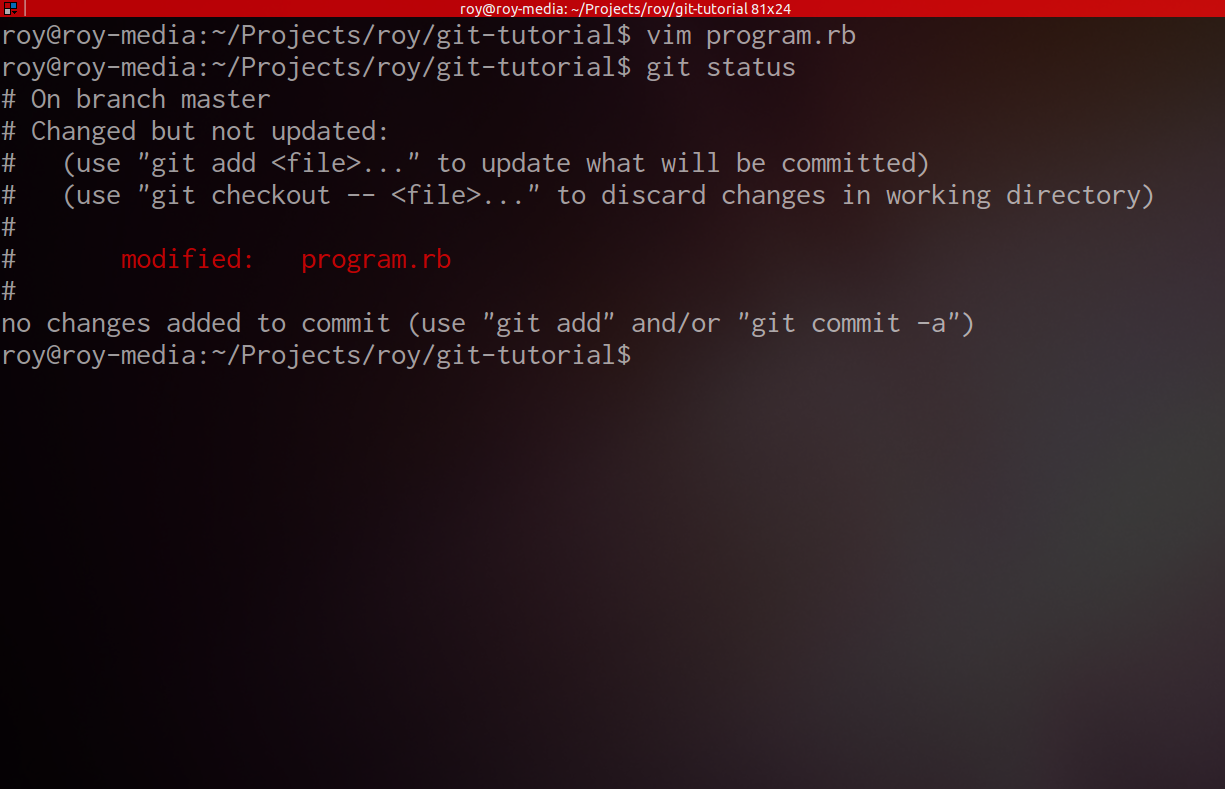 roy@roy-media: ~/Projects/roy/git-tutorial 81x24
roy@roy-media:~/Projects/roy/git-tutorial$ vim program.rb
roy@roy-media:~/Projects/roy/git-tutorial$ git status
# On branch master
# Changed but not updated:
#   (use "git add <file>..." to update what will be committed)
#   (use "git checkout -- <file>..." to discard changes in working directory)
#
#       modified:   program.rb
#
no changes added to commit (use "git add" and/or "git commit -a")
roy@roy-media:~/Projects/roy/git-tutorial$